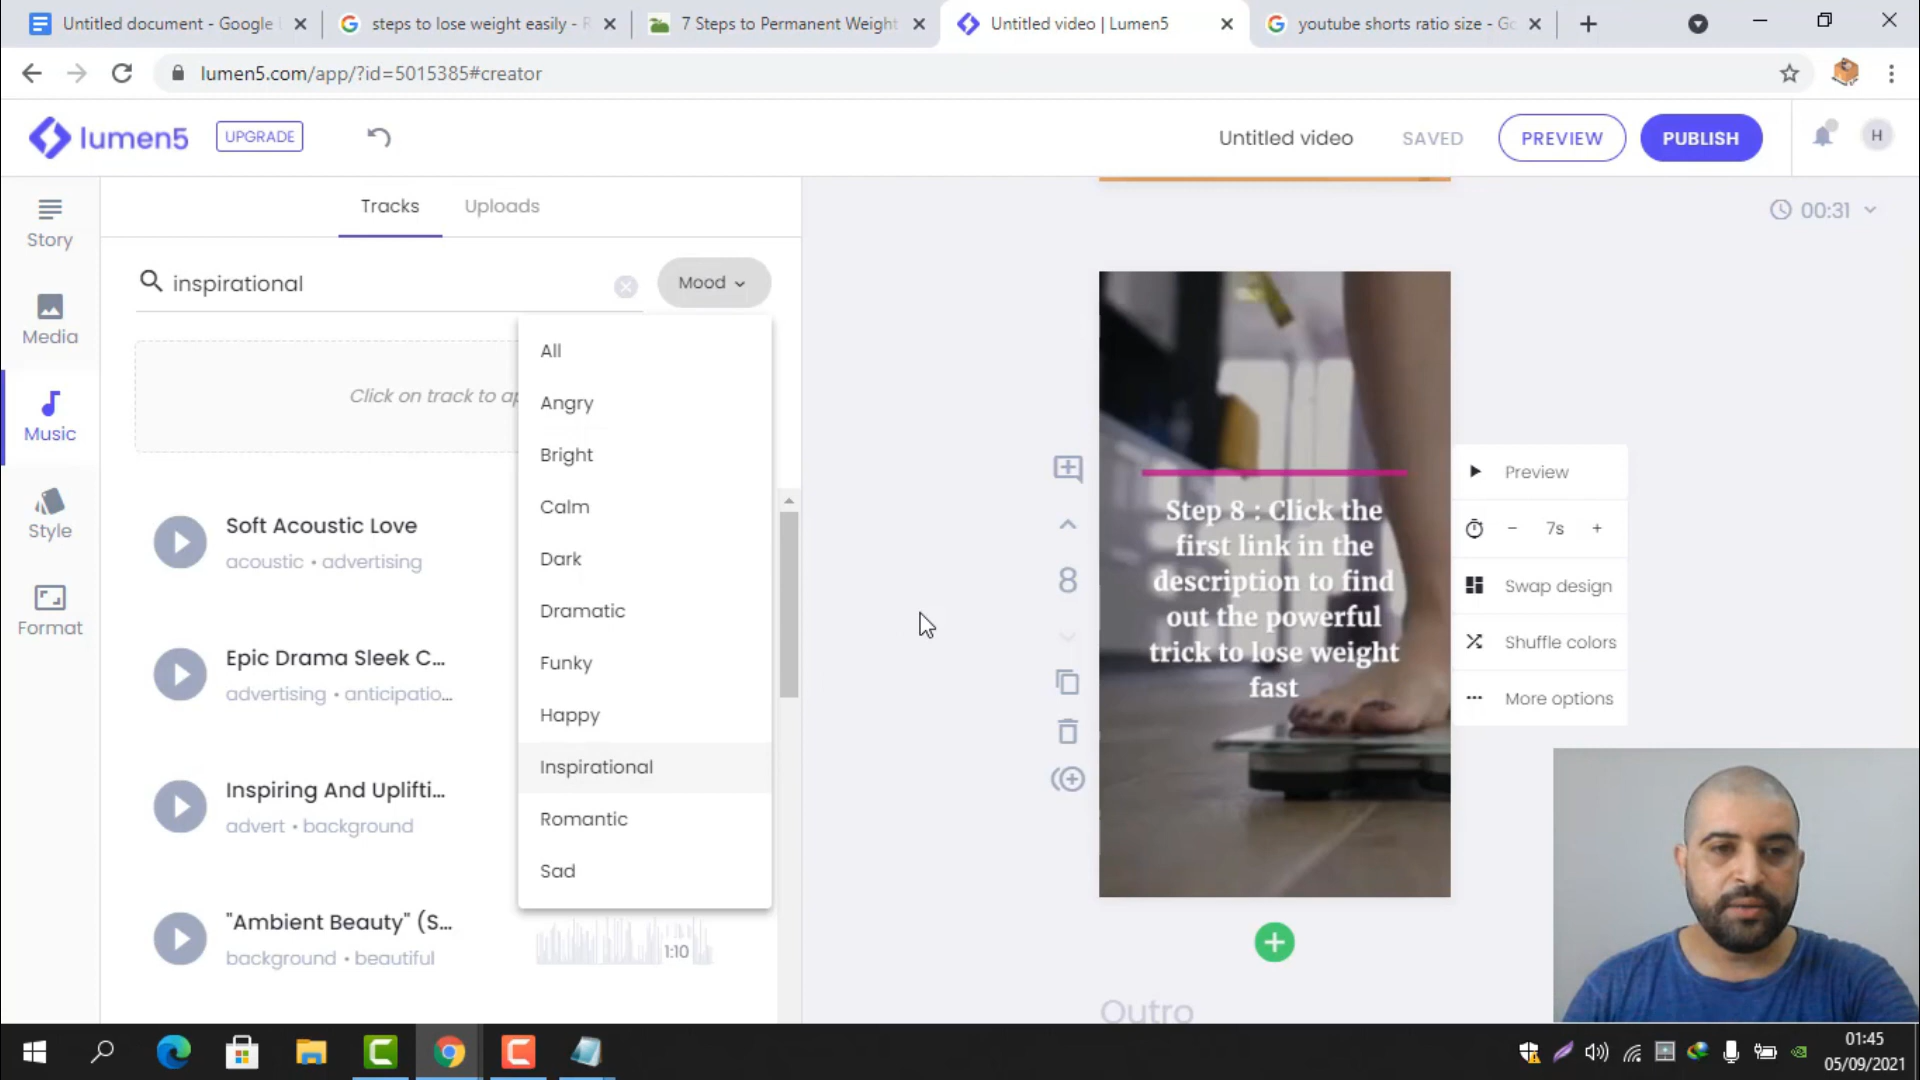 Untitled document - Google
steps to lose weight easily - R
7 Steps to Permanent Weight
Untitled video | Lumen5
youtube shorts ratio size - Go
lumen5.com/app/?id=5015385#creator
lumen5
UPGRADE
Untitled video
SAVED
PREVIEW
PUBLISH
H
Story
Media
Music
Style
Format
Tracks
Uploads
inspirational
Mood
Click on track to ap
All
Angry
Bright
Calm
Dark
Dramatic
Funky
Happy
Inspirational
Romantic
Sad
Soft Acoustic Love
acoustic • advertising
Epic Drama Sleek C...
advertising • anticipatio...
Inspiring And Uplifti...
advert • background
"Ambient Beauty" (S...
background • beautiful
1:10
00:31
8
Step 8 : Click the
first link in the
description to find
out the powerful
trick to lose weight
fast
Preview
7s
Swap design
Shuffle colors
More options
Outro
01:45
05/09/2021